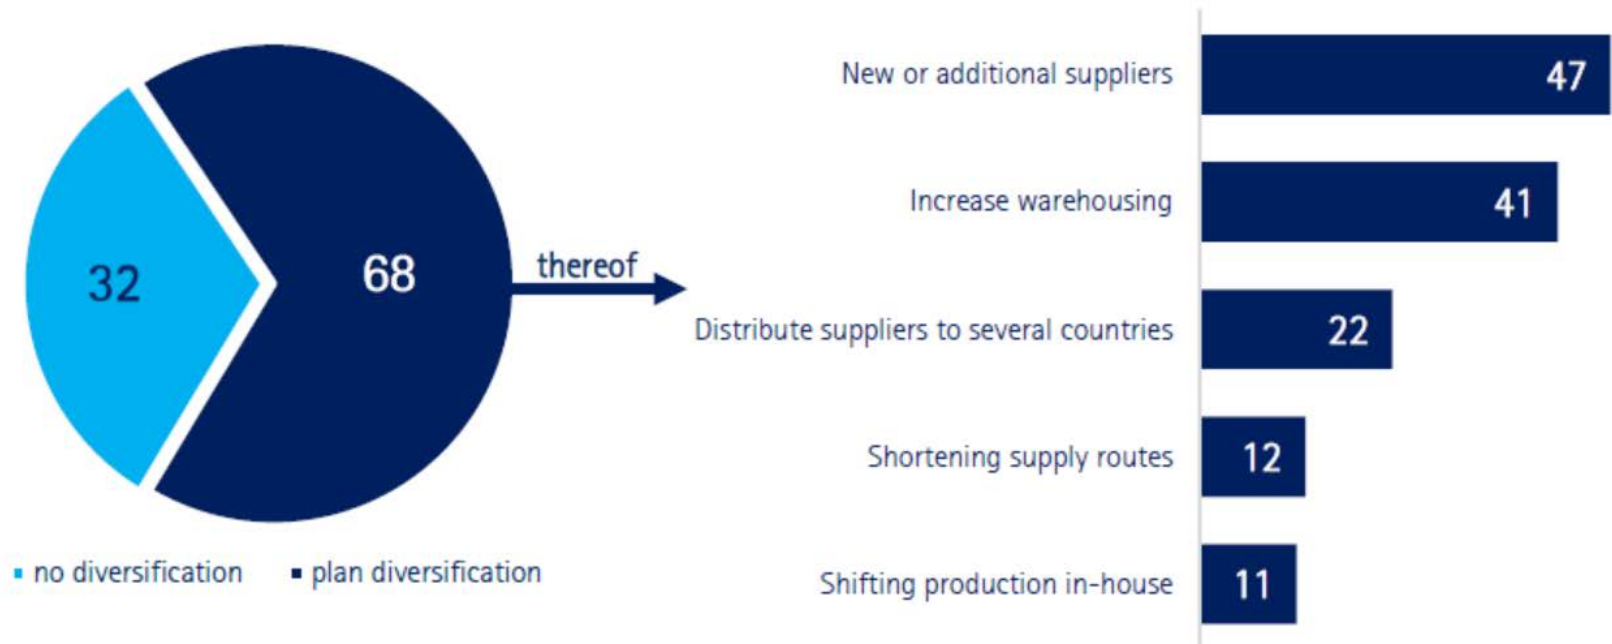 32
68
thereof
no diversification
plan diversification
New or additional suppliers
47
Increase warehousing
41
Distribute suppliers to several countries
22
Shortening supply routes
12
Shifting production in-house
11